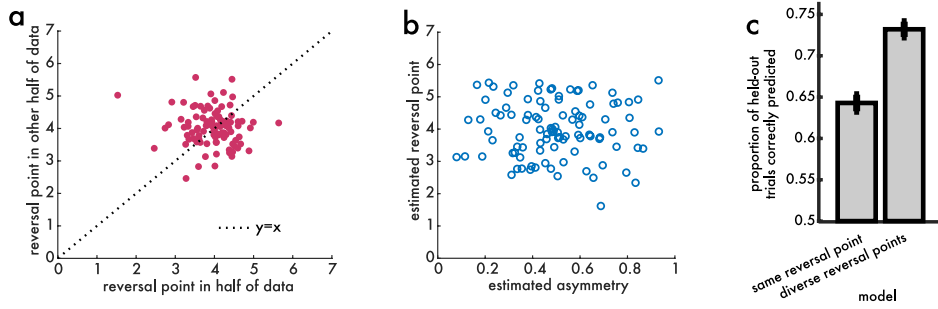 a
reversal point in other half of data
7
6
5
4
3
2
1
0
0 1 2 3 4 5 6 7
reversal point in half of data
y=x
b
estimated reversal point
7
6
5
4
3
2
1
0
0 0.2 0.4 0.6 0.8 1
estimated asymmetry
c
proportion of held-out
trials correctly predicted
0.75
0.7
0.65
0.6
0.55
0.5
same reversal point
diverse reversal points
model